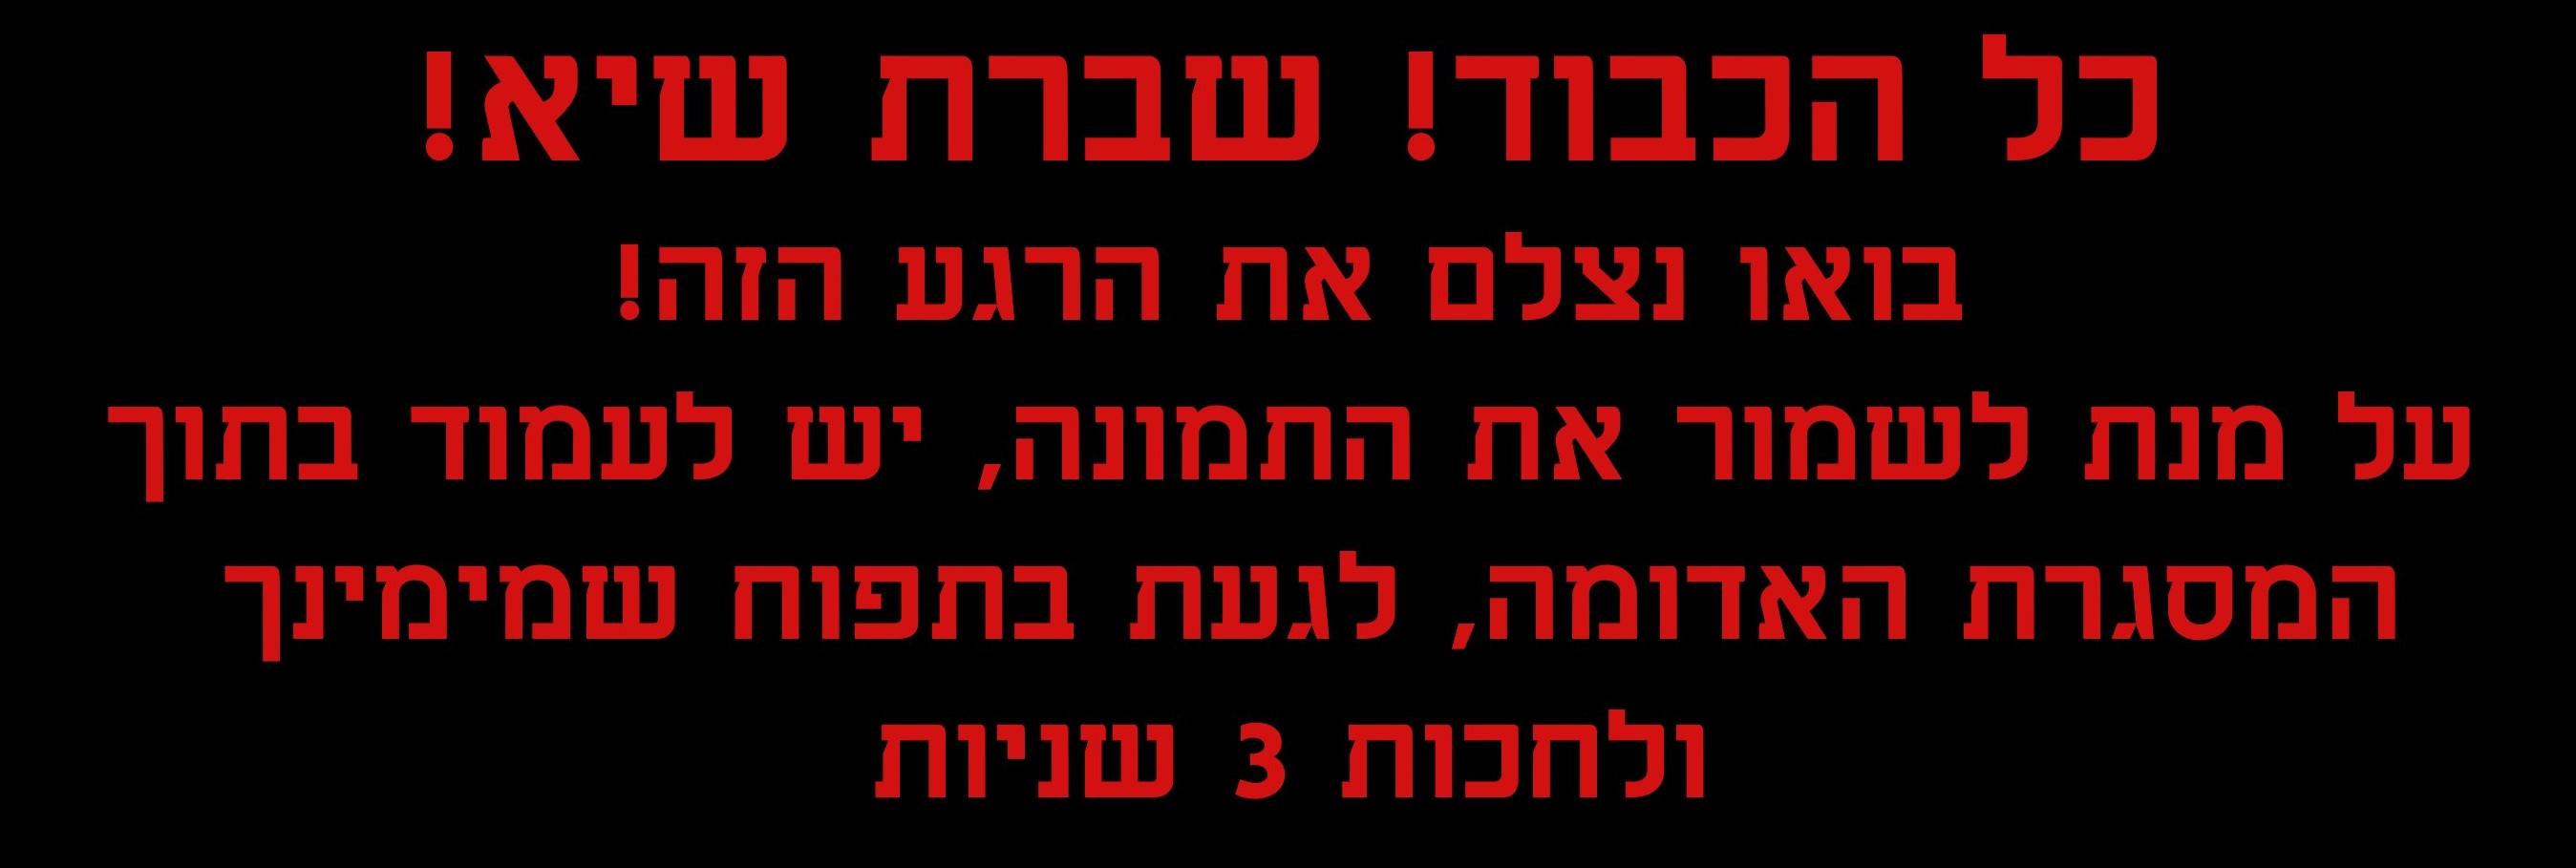 כל הכבוד! שברת שיא!
בואו נצלם את הרגע הזה!
על מנת לשמור את התמונה, יש לעמוד בתוך
המסגרת האדומה, לגעת בתפוח שמימינך
ולחכות 3 שניות